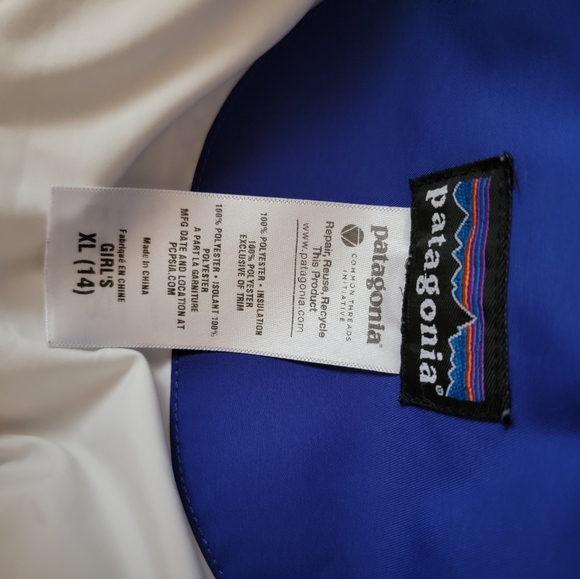 patagonia®
patagonia®
COMMON THREADS
INITIATIVE
Repair, Reuse, Recycle
This Product
www.patagonia.com
100% POLYESTER • INSULATION
100% POLYESTER
EXCLUSIVE OF TRIM
100% POLYESTER • ISOLANT 100%
POLYESTER
A PART LA GARNITURE
MFG DATE AND LOCATION AT
POPSIA.COM
Made in CHINA
Fabriqué EN CHINE
GIRL'S
XL (14)